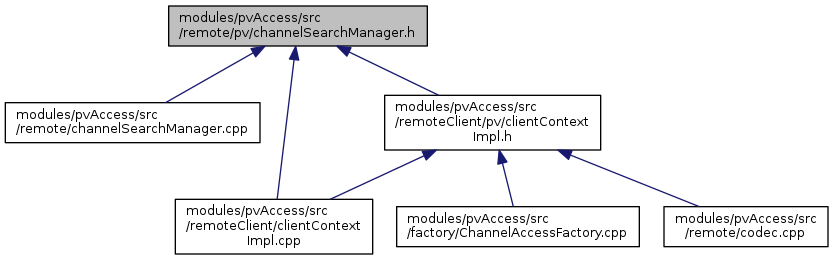 modules/pvAccess/src
/remote/pv/channelSearchManager.h
modules/pvAccess/src
/remote/channelSearchManager.cpp
modules/pvAccess/src
/remoteClient/pv/clientContext
Impl.h
modules/pvAccess/src
/remoteClient/clientContext
Impl.cpp
modules/pvAccess/src
/factory/ChannelAccessFactory.cpp
modules/pvAccess/src
/remote/codec.cpp